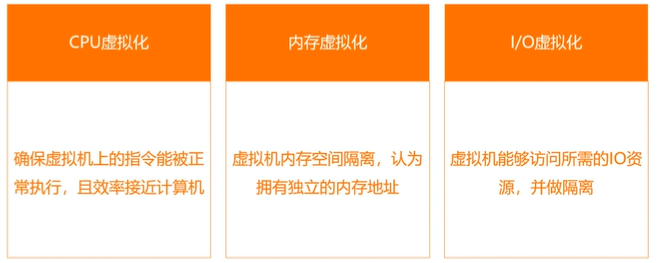 CPU虚拟化
确保虚拟机上的指令能被正
常执行，且效率接近计算机
内存虚拟化
虚拟机内存空间隔离，认为
拥有独立的内存地址
I/O虚拟化
虚拟机能够访问所需的IO资
源，并做隔离